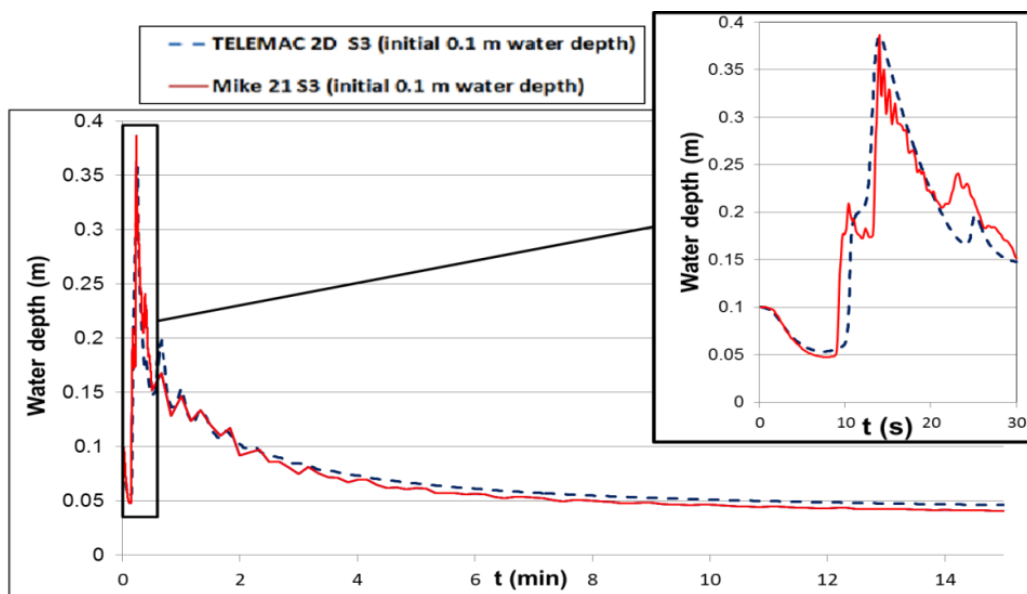 TELEMAC 2D S3 (initial 0.1 m water depth)
Mike 21 S3 (initial 0.1 m water depth)
Water depth (m)
0.4
0.35
0.3
0.25
0.2
0.15
0.1
0.05
0
0 2 4 6 8 10 12 14
t (min)
Water depth (m)
0.4
0.35
0.3
0.25
0.2
0.15
0.1
0.05
0
0 10 20 30
t (s)